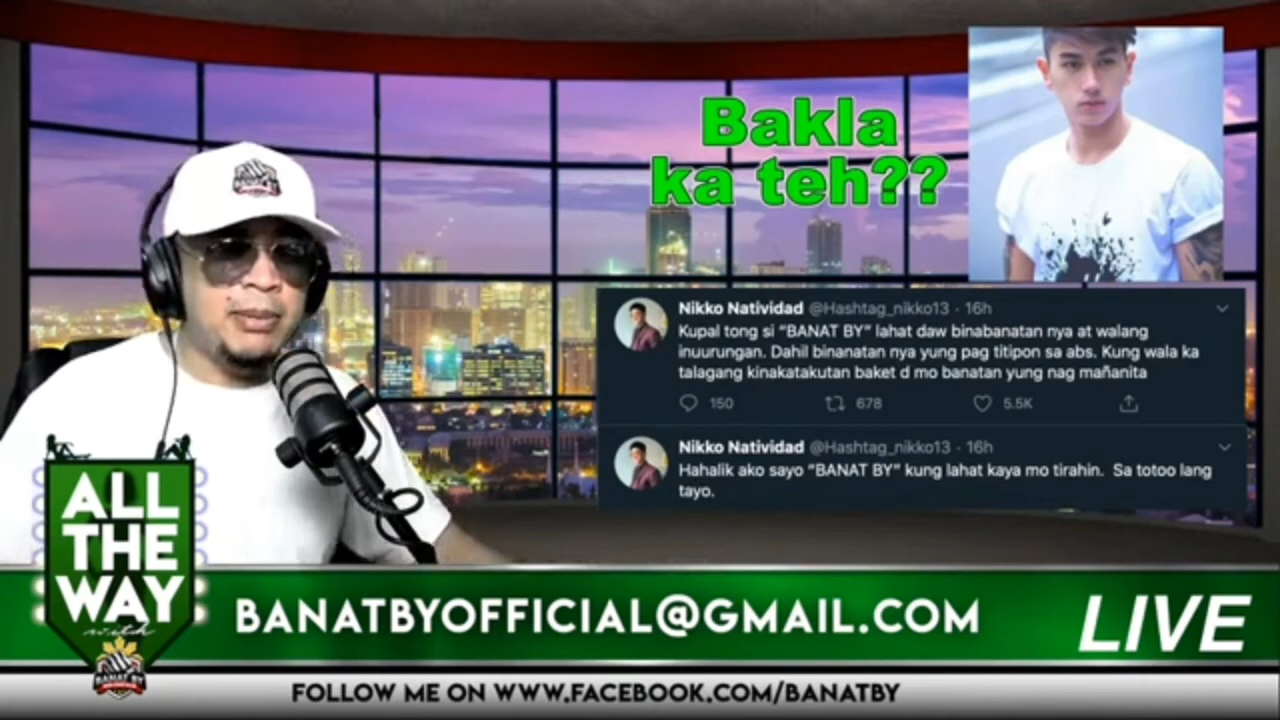 Bakla
ka teh??
Nikko Natividad @Hashtag_nikko13 · 16h
Kupal tong si “BANAT BY” lahat daw binabanatan nya at walang
inuurungan. Dahil binanatan nya yung pag titipon sa abs. Kung wala ka
talagang kinakatakutan baket d mo banatan yung nag mañanita
150 678 5.5K
Nikko Natividad @Hashtag_nikko13 · 16h
Hahalik ako sayo “BANAT BY” kung lahat kaya mo tirahin. Sa totoo lang
tayo.
ALL
THE
WAY
with
BANAT BY
BANATBYOFFICIAL@GMAIL.COM
LIVE
FOLLOW ME ON WWW.FACEBOOK.COM/BANATBY